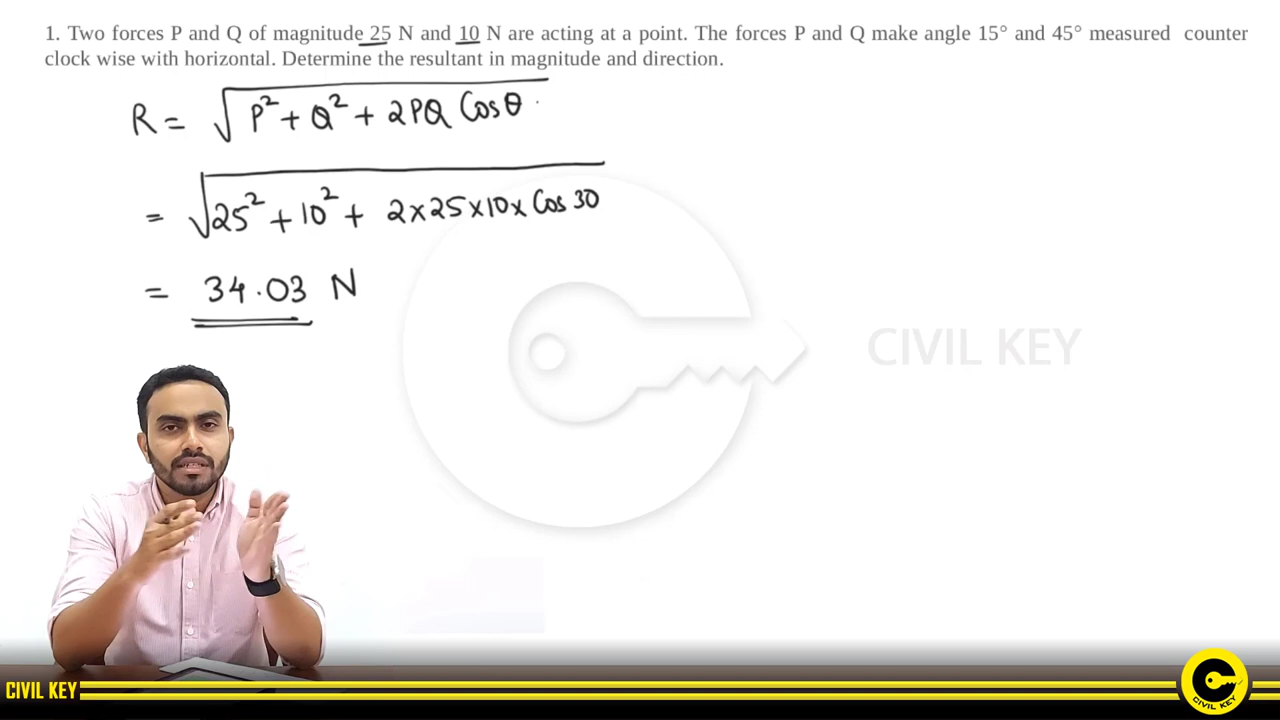 1. Two forces P and Q of magnitude 25 N and 10 N are acting at a point. The forces P and Q make angle 15° and 45° measured counter
clock wise with horizontal. Determine the resultant in magnitude and direction.
R = √P² + Q² + 2PQ Cosθ
= √25² + 10² + 2×25×10× Cos 30
= 34.03 N
CIVIL KEY
CIVIL KEY
CIVIL KEY